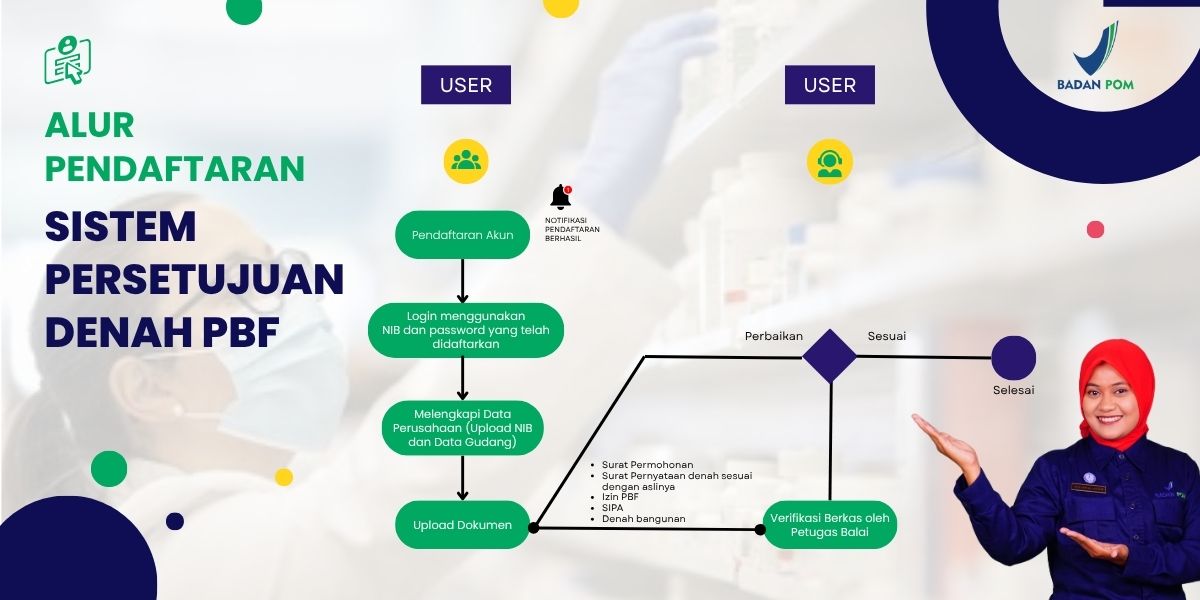 ALUR
PENDAFTARAN
SISTEM
PERSETUJUAN
DENAH PBF
USER
NOTIFIKASI
PENDAFTARAN
BERHASIL
Pendaftaran Akun
Login menggunakan
NIB dan password yang telah
didaftarkan
Melengkapi Data
Perusahaan (Upload NIB
dan Data Gudang)
Upload Dokumen
• Surat Permohonan
• Surat Pernyataan denah sesuai
dengan aslinya
• Izin PBF
• SIPA
• Denah bangunan
USER
Perbaikan
Sesuai
Selesai
Verifikasi Berkas oleh
Petugas Balai
BADAN POM
BADAN POM